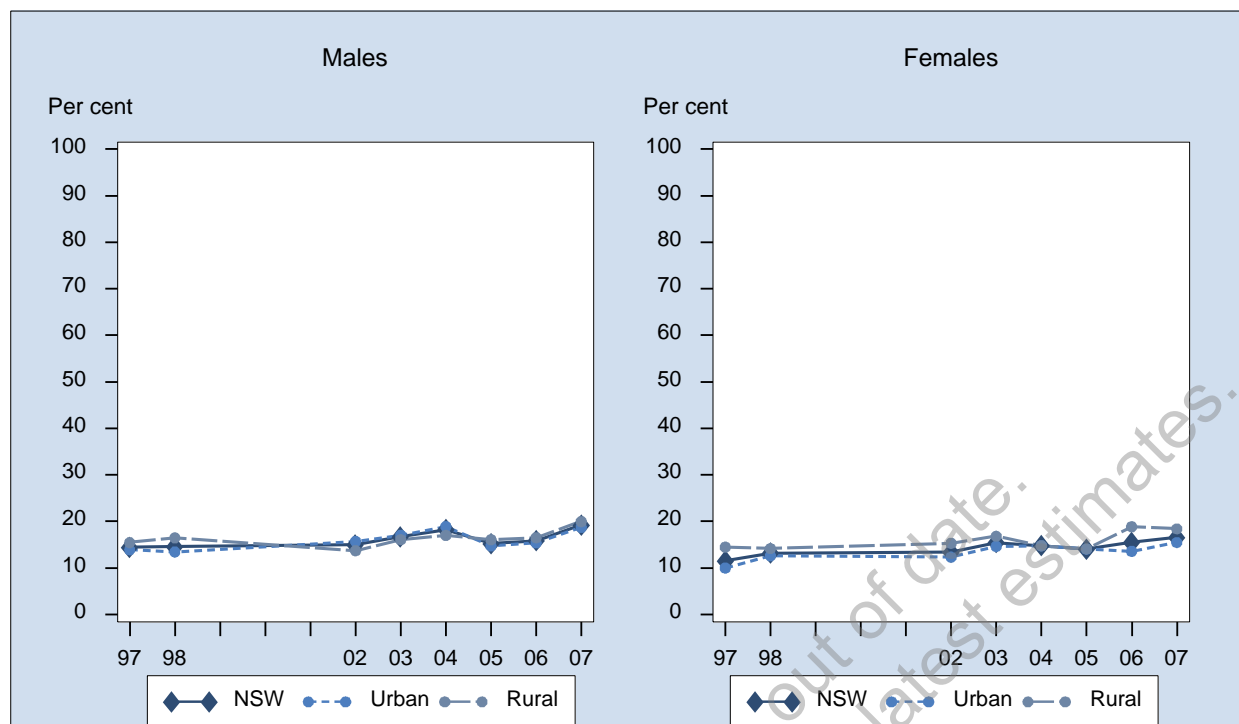 Males
Per cent
100
90
80
70
60
50
40
30
20
10
0
97 98 02 03 04 05 06 07
NSW Urban Rural
Females
Per cent
100
90
80
70
60
50
40
30
20
10
0
97 98 02 03 04 05 06 07
NSW Urban Rural
out of date.
latest estimates.